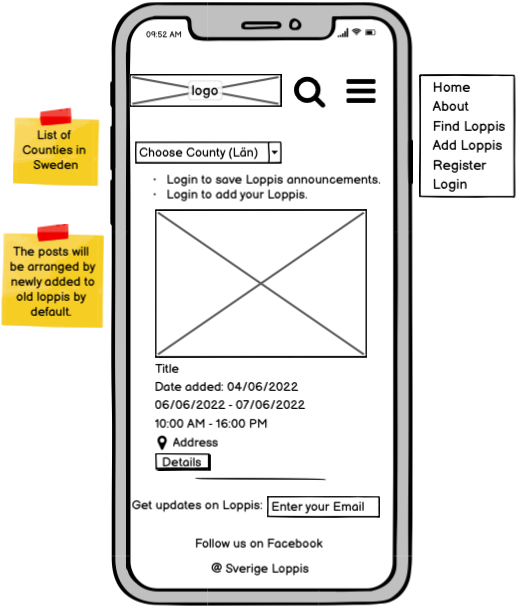 09:52 AM
logo
Home
About
Find Loppis
Add Loppis
Register
Login
List of
Counties in
Sweden
Choose County (Län)
· Login to save Loppis announcements.
· Login to add your Loppis.
The posts will
be arranged by
newly added to
old loppis by
default.
Title
Date added: 04/06/2022
06/06/2022 - 07/06/2022
10:00 AM - 16:00 PM
Address
Details
Get updates on Loppis: Enter your Email
Follow us on Facebook
@ Sverige Loppis